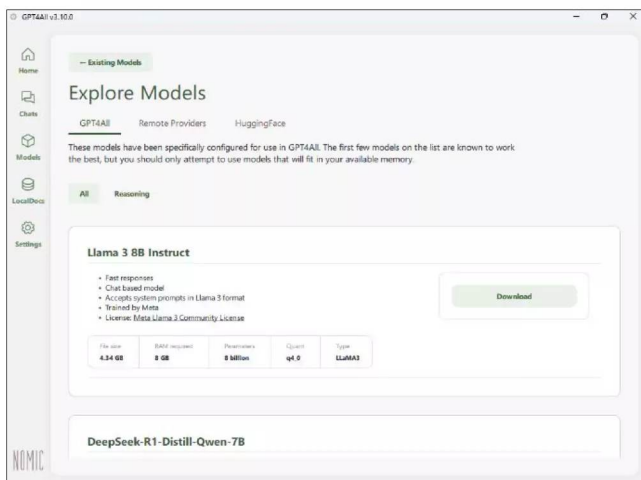 GPT4All v3.10.0
Home
Chats
Models
LocalDocs
Settings
NOMIC
← Existing Models
Explore Models
GPT4All Remote Providers HuggingFace
These models have been specifically configured for use in GPT4All. The first few models on the list are known to work
the best, but you should only attempt to use models that will fit in your available memory.
All Reasoning
Llama 3 8B Instruct
• Fast responses
• Chat based model
• Accepts system prompts in Llama 3 format
• Trained by Meta
• License: Meta Llama 3 Community License
Download
File size RAM required Parameters Quant Type
4.34 GB 8 GB 8 billion q4_0 LLaMA3
DeepSeek-R1-Distill-Qwen-7B